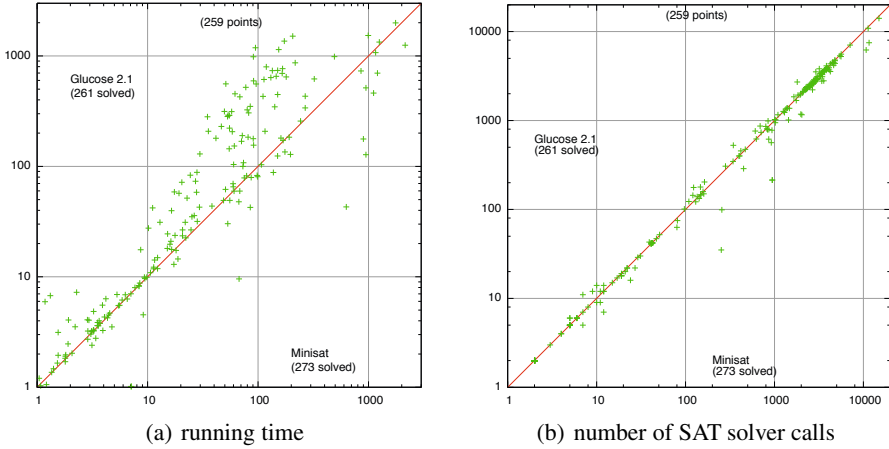 (259 points)
1000
Glucose 2.1
(261 solved)
100
10
Minisat
(273 solved)
1
1 10 100 1000
(a) running time
(259 points)
10000
1000
Glucose 2.1
(261 solved)
100
10
Minisat
(273 solved)
1
1 10 100 1000 10000
(b) number of SAT solver calls